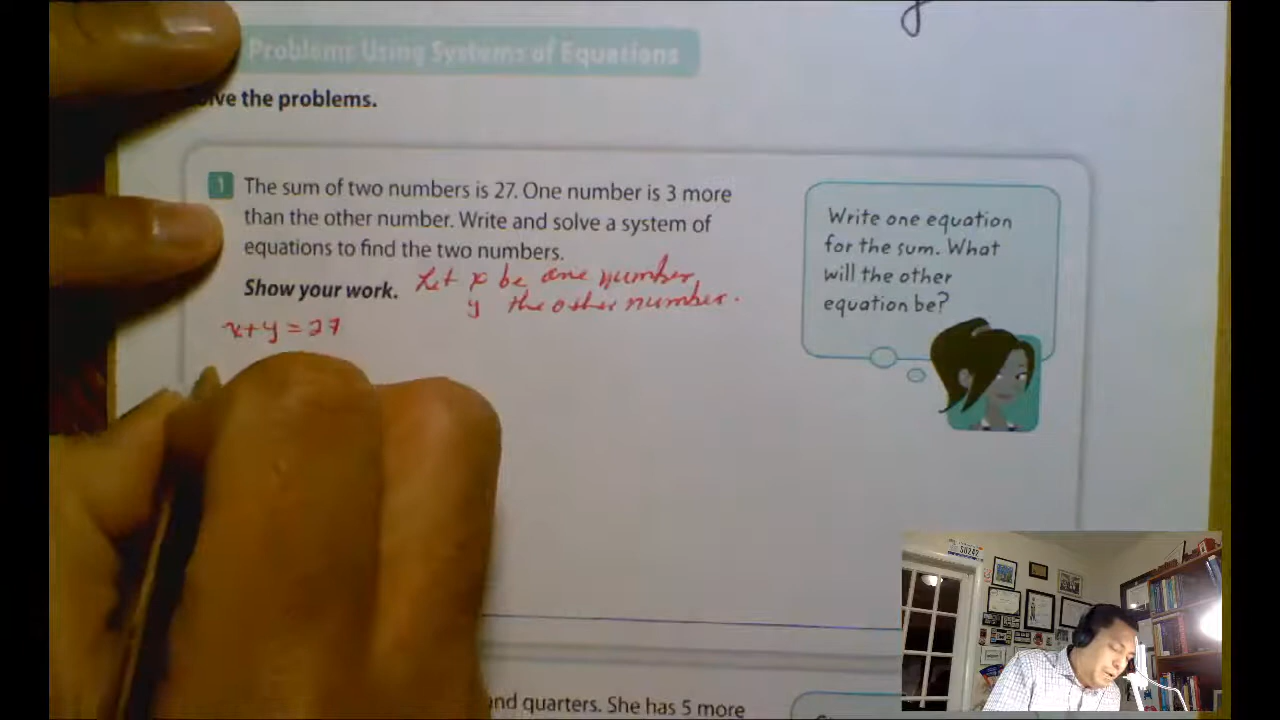 Problems Using Systems of Equations
the problems.
1 The sum of two numbers is 27. One number is 3 more
than the other number. Write and solve a system of
equations to find the two numbers.
Show your work. Let x be one number,
y the other number.
x+y=27
Write one equation
for the sum. What
will the other
equation be?
and quarters. She has 5 more